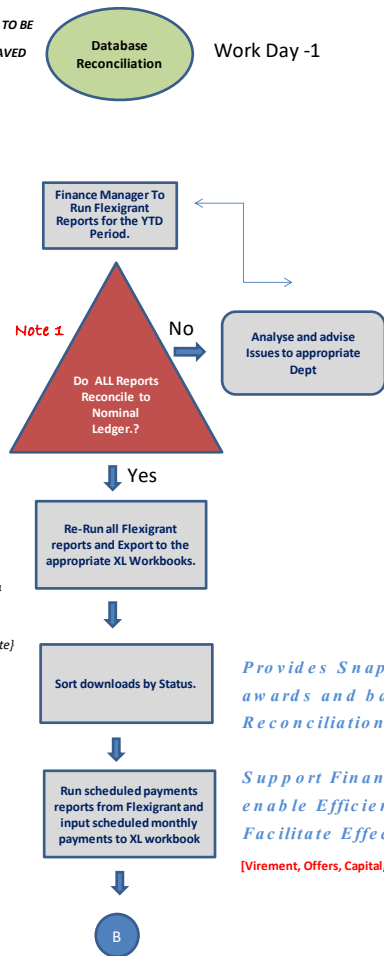 TO BE
AVED
Database
Reconciliation
Work Day -1
Finance Manager To
Run Flexigrant
Reports for the YTD
Period.
Note 1
No
Do ALL Reports
Reconcile to
Nominal
Ledger.?
Analyse and advise
Issues to appropriate
Dept
Yes
Re-Run all Flexigrant
reports and Export to the
appropriate XL Workbooks.
te}
Sort downloads by Status.
Provides Snap
awards and ba
Reconciliation
Run scheduled payments
reports from Flexigrant and
input scheduled monthly
payments to XL workbook
Support Finan
enable Efficien
Facilitate Effec
[Virement, Offers, Capital,
B